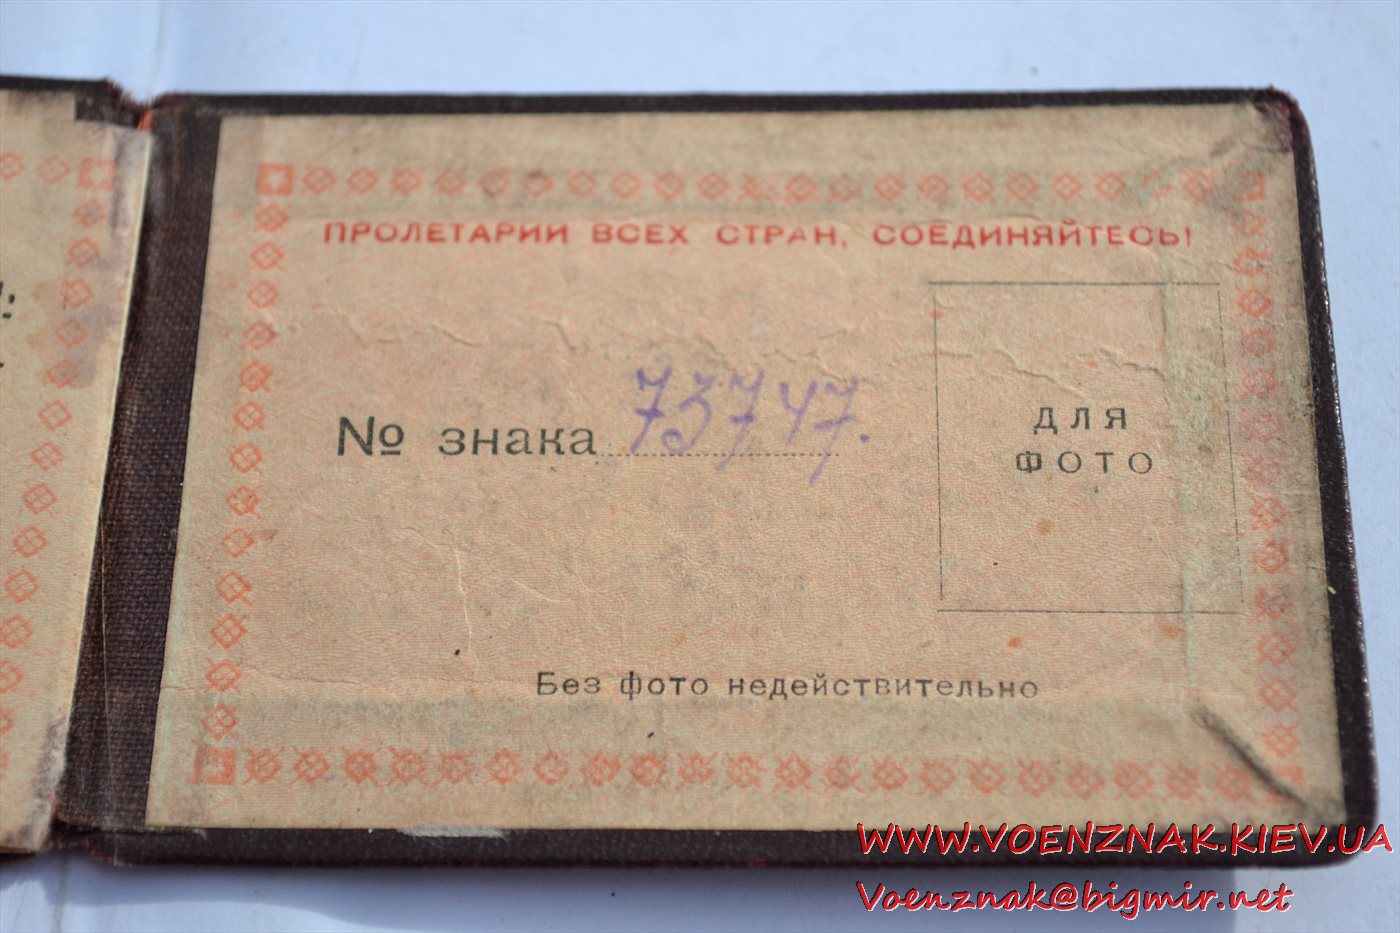 ПРОЛЕТАРИИ ВСЕХ СТРАН, СОЕДИНЯЙТЕСЬ!
№ знака 73747.
ДЛЯ
ФОТО
Без фото недействительно
WWW.VOENZNAK.KIEV.UA
Voenznak@bigmir.net